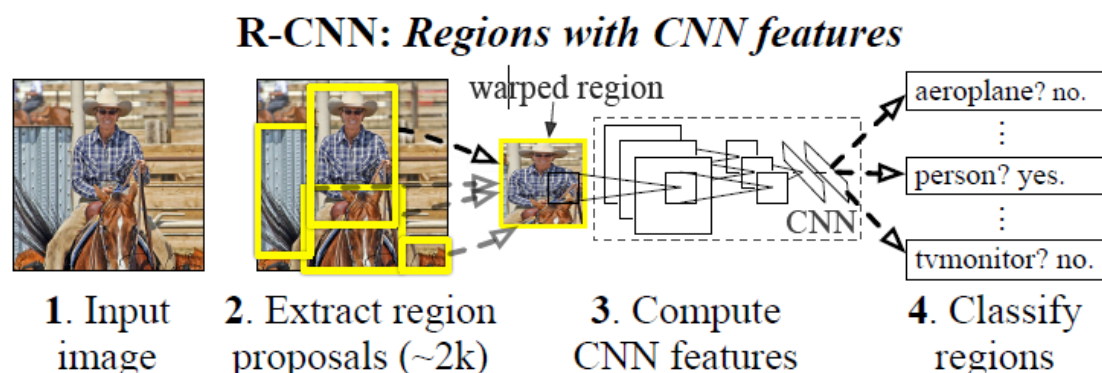 R-CNN: Regions with CNN features
warped region
aeroplane? no.
⋮
person? yes.
⋮
tvmonitor? no.
CNN
1. Input
image
2. Extract region
proposals (~2k)
3. Compute
CNN features
4. Classify
regions